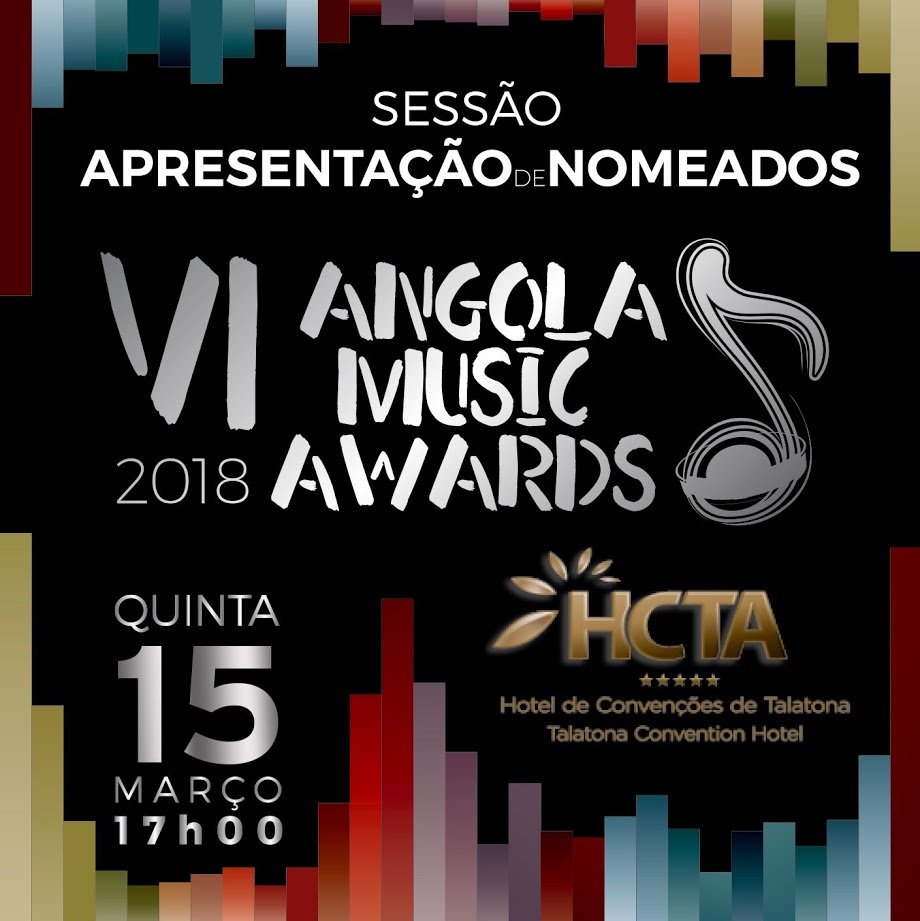 SESSÃO
APRESENTAÇÃO DE NOMEADOS
VI ANGOLA
MUSIC
2018 AWARDS
QUINTA
15
MARÇO
17h00
HCTA
Hotel de Convenções de Talatona
Talatona Convention Hotel